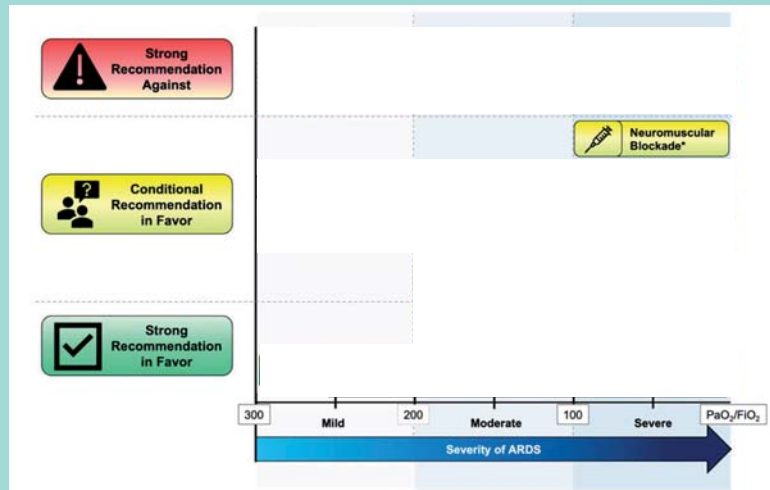 Strong
Recommendation
Against
Neuromuscular
Blockade*
?
Conditional
Recommendation
in Favor
Strong
Recommendation
in Favor
300
200
100
PaO₂/FiO₂
Mild
Moderate
Severe
Severity of ARDS